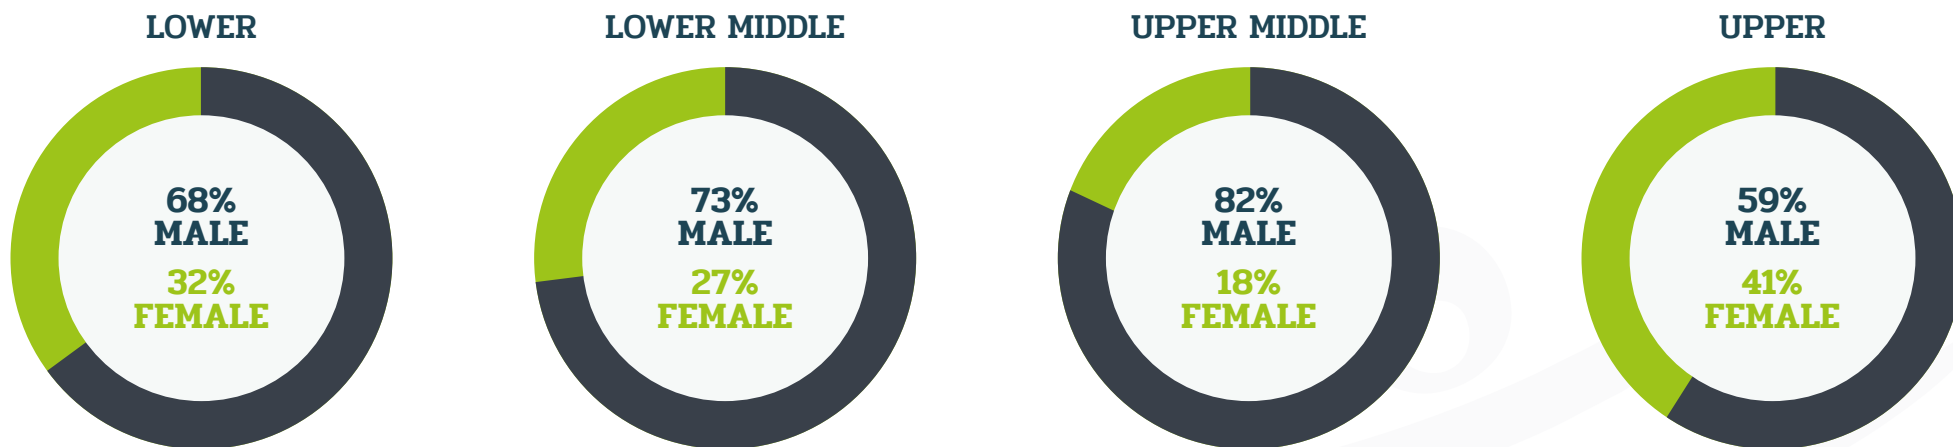 LOWER
68%
MALE
32%
FEMALE
LOWER MIDDLE
73%
MALE
27%
FEMALE
UPPER MIDDLE
82%
MALE
18%
FEMALE
UPPER
59%
MALE
41%
FEMALE